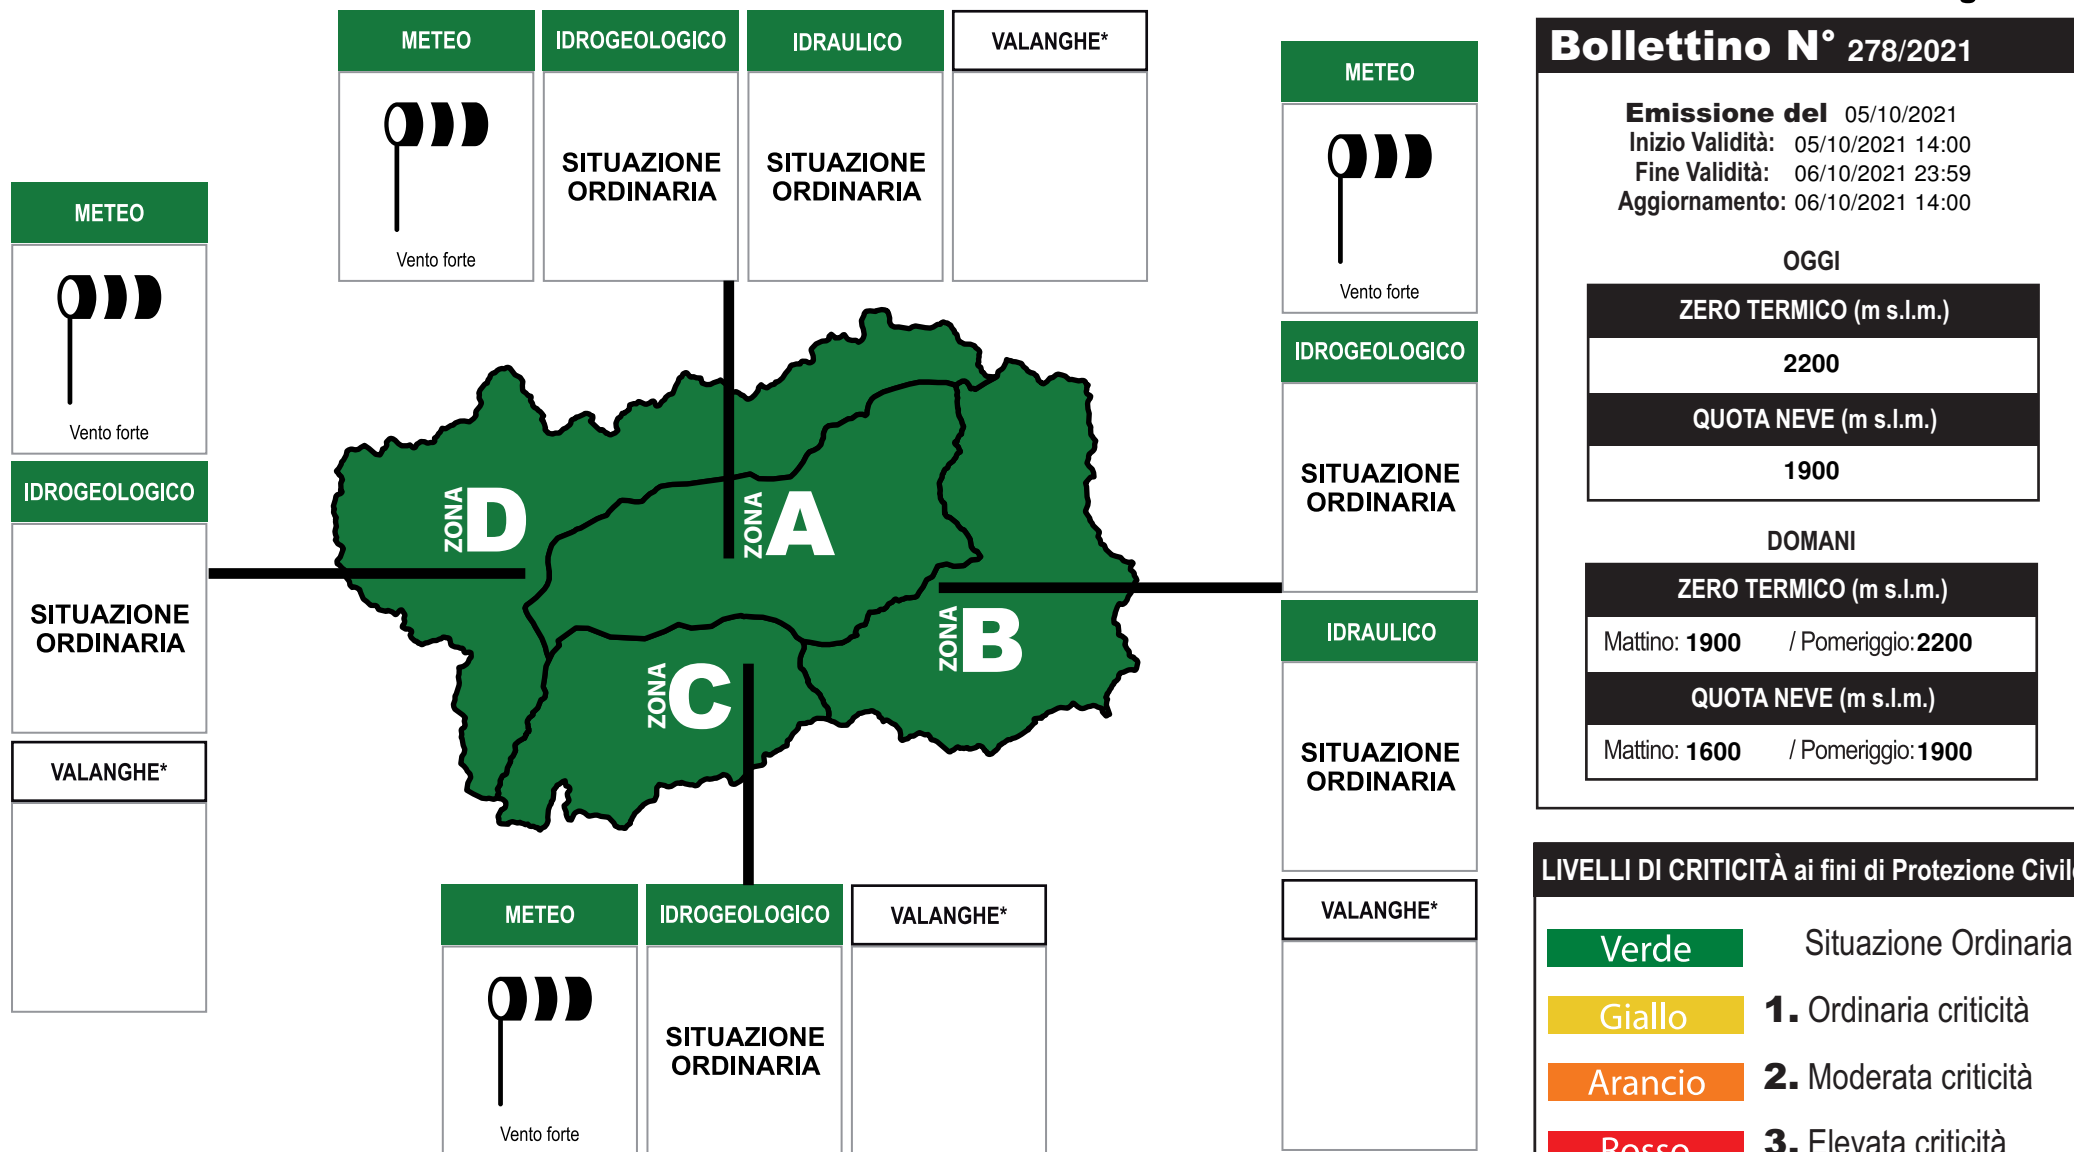 METEO
IDROGEOLOGICO
IDRAULICO
VALANGHE*
Vento forte
SITUAZIONE
ORDINARIA
SITUAZIONE
ORDINARIA
METEO
Vento forte
IDROGEOLOGICO
SITUAZIONE
ORDINARIA
VALANGHE*
METEO
Vento forte
IDROGEOLOGICO
SITUAZIONE
ORDINARIA
IDRAULICO
SITUAZIONE
ORDINARIA
VALANGHE*
ZONA D
ZONA A
ZONA B
ZONA C
METEO
IDROGEOLOGICO
VALANGHE*
Vento forte
SITUAZIONE
ORDINARIA
Bollettino N° 278/2021
Emissione del 05/10/2021
Inizio Validità: 05/10/2021 14:00
Fine Validità: 06/10/2021 23:59
Aggiornamento: 06/10/2021 14:00
OGGI
ZERO TERMICO (m s.l.m.)
2200
QUOTA NEVE (m s.l.m.)
1900
DOMANI
ZERO TERMICO (m s.l.m.)
Mattino: 1900 / Pomeriggio: 2200
QUOTA NEVE (m s.l.m.)
Mattino: 1600 / Pomeriggio: 1900
LIVELLI DI CRITICITÀ ai fini di Protezione Civile
Verde Situazione Ordinaria
Giallo 1. Ordinaria criticità
Arancio 2. Moderata criticità
Rosso 3. Elevata criticità